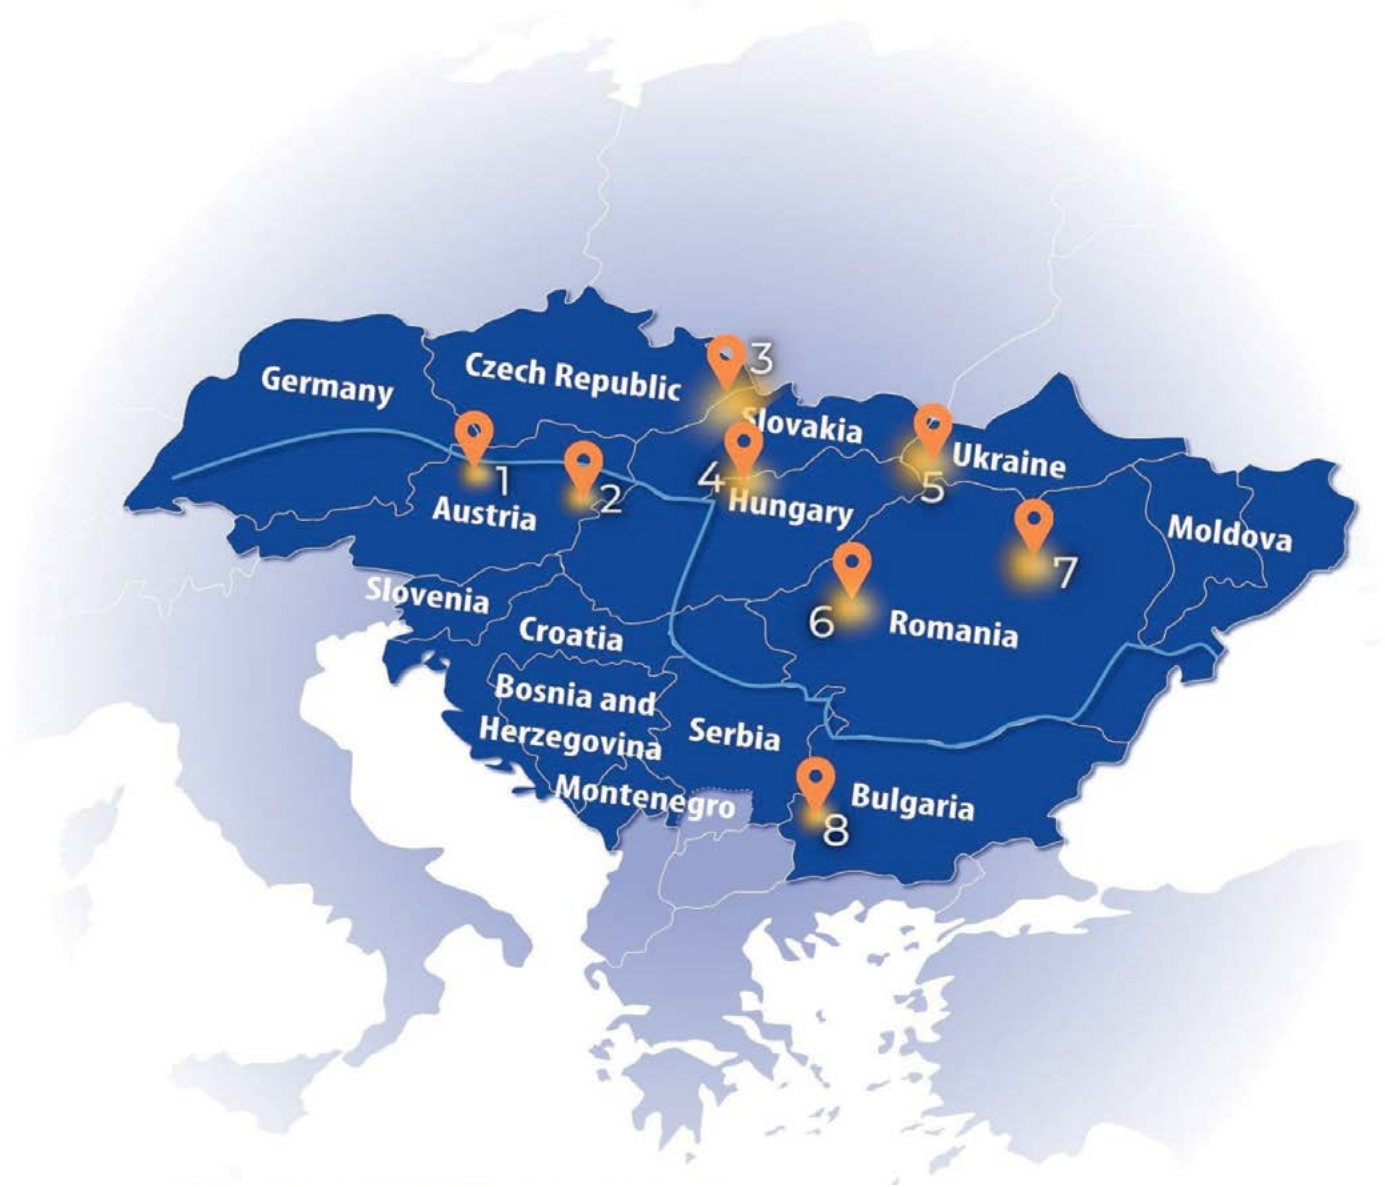 3
Czech Republic
Germany
Slovakia
Ukraine
1
4
5
2
Hungary
Austria
Moldova
7
Slovenia
6
Romania
Croatia
Bosnia and
Herzegovina
Serbia
Montenegro
Bulgaria
8